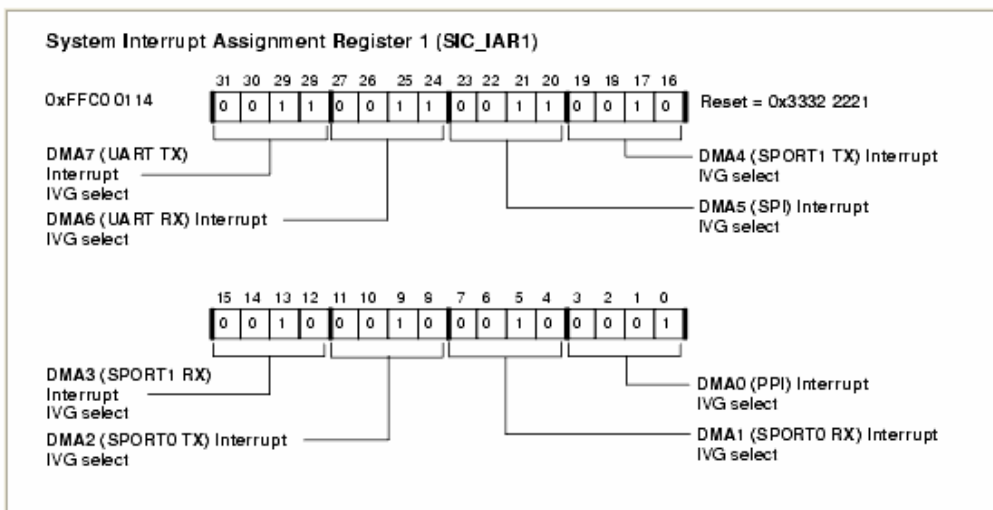 System Interrupt Assignment Register 1 (SIC_IAR1)
31 30 29 28 27 26 25 24 23 22 21 20 19 18 17 16
0xFFC0 0114
0 0 1 1 0 0 1 1 0 0 1 1 0 0 1 0
Reset = 0x3332 2221
DMA7 (UART TX)
Interrupt
IVG select
DMA6 (UART RX) Interrupt
IVG select
DMA4 (SPORT1 TX) Interrupt
IVG select
DMA5 (SPI) Interrupt
IVG select
15 14 13 12 11 10 9 8 7 6 5 4 3 2 1 0
0 0 1 0 0 0 1 0 0 0 1 0 0 0 0 1
DMA3 (SPORT1 RX)
Interrupt
IVG select
DMA2 (SPORT0 TX) Interrupt
IVG select
DMA0 (PPI) Interrupt
IVG select
DMA1 (SPORT0 RX) Interrupt
IVG select